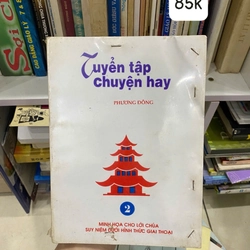 85K
Tuyển tập
chuyện hay
PHƯƠNG ĐÔNG
2
MINH HỌA CHO LỜI CHÚA
SUY NIỆM DƯỚI HÌNH THỨC GIAI THOẠI